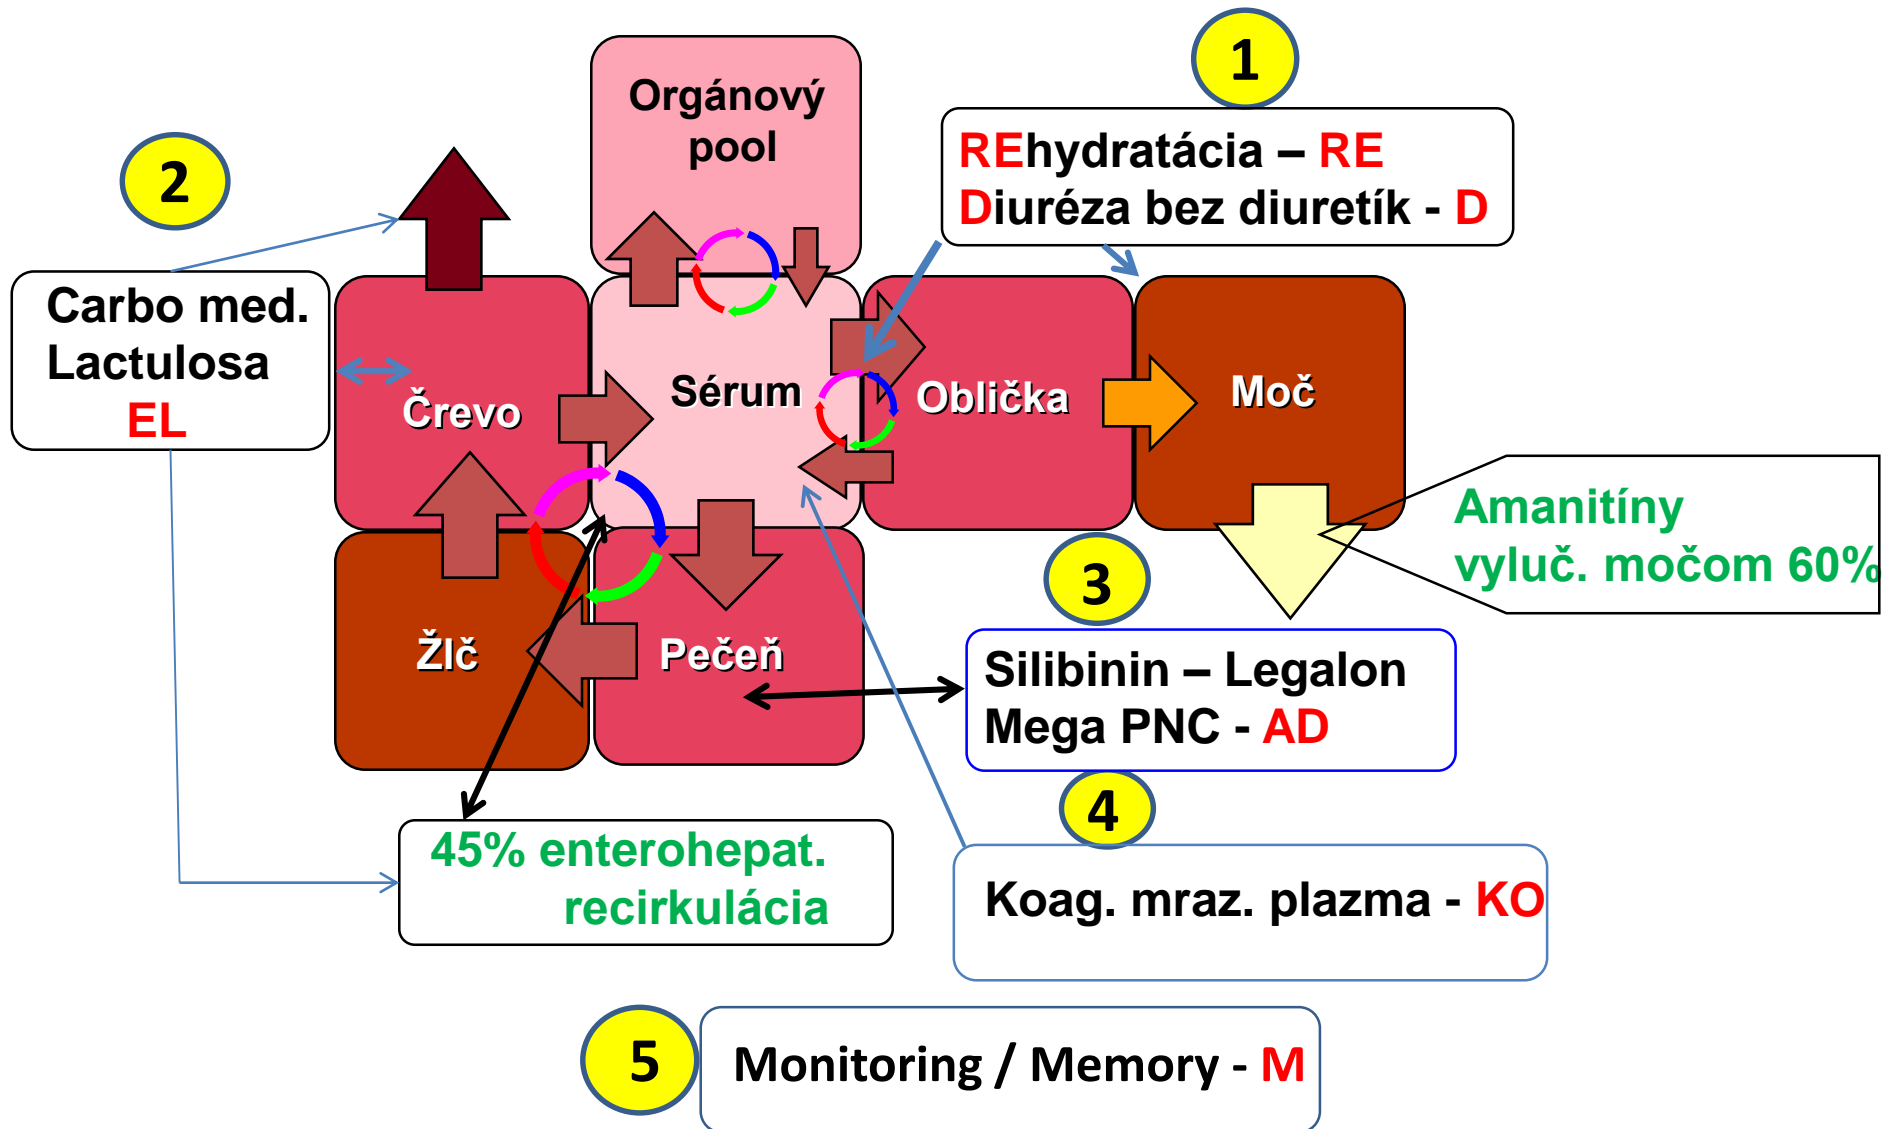 1
Orgánový
pool
REhydratácia – RE
Diuréza bez diuretík - D
2
Carbo med.
Lactulosa
EL
Črevo
Sérum
Oblička
Moč
Amanitíny
vyluč. močom 60%
3
Žlč
Pečeň
Silibinin – Legalon
Mega PNC - AD
4
45% enterohepat.
recirkulácia
Koag. mraz. plazma - KO
5
Monitoring / Memory - M